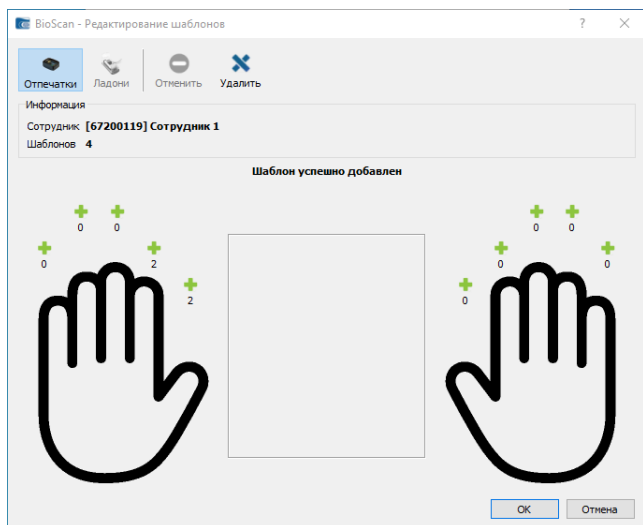 BioScan - Редактирование шаблонов
Отпечатки Ладони Отменить Удалить
Информация
Сотрудник [67200119] Сотрудник 1
Шаблонов 4
Шаблон успешно добавлен
0 0 0 0
0 2 0 0
2 0
OK Отмена